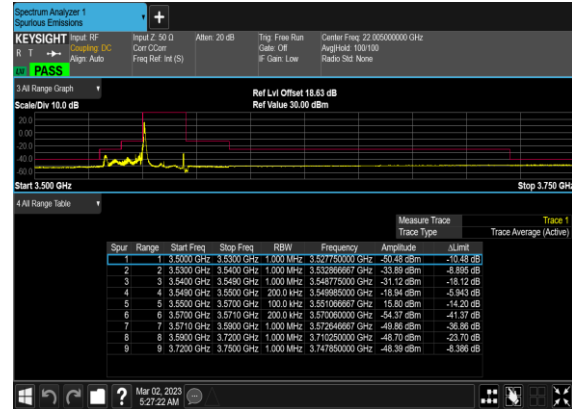 Spectrum Analyzer 1
Spurious Emissions
KEYSIGHT Input: RF Input Z: 50 Ω Atten: 20 dB Trig: Free Run Center Freq: 22.005000000 GHz
R T Coupling: DC Corr CCorr Gate: Off Avg|Hold: 100/100
Align: Auto Freq Ref: Int (S) IF Gain: Low Radio Std: None
PASS
3 All Range Graph
Ref Lvl Offset 18.63 dB
Scale/Div 10.0 dB Ref Value 30.00 dBm
20.0
0.00
-20.0
-40.0
-60.0
Start 3.500 GHz Stop 3.750 GHz
4 All Range Table
Measure Trace Trace 1
Trace Type Trace Average (Active)
Spur Range Start Freq Stop Freq RBW Frequency Amplitude ΔLimit
1 1 3.5000 GHz 3.5300 GHz 1.000 MHz 3.527750000 GHz -50.48 dBm -10.48 dB
2 2 3.5300 GHz 3.5400 GHz 1.000 MHz 3.532866667 GHz -33.89 dBm -8.895 dB
3 3 3.5400 GHz 3.5490 GHz 1.000 MHz 3.548775000 GHz -31.12 dBm -18.12 dB
4 4 3.5490 GHz 3.5500 GHz 200.0 kHz 3.549985000 GHz -18.94 dBm -5.943 dB
5 5 3.5500 GHz 3.5700 GHz 100.0 kHz 3.551066667 GHz 15.80 dBm -14.20 dB
6 6 3.5700 GHz 3.5710 GHz 200.0 kHz 3.570060000 GHz -54.37 dBm -41.37 dB
7 7 3.5710 GHz 3.5900 GHz 1.000 MHz 3.572646667 GHz -49.86 dBm -36.86 dB
8 8 3.5900 GHz 3.7200 GHz 1.000 MHz 3.710250000 GHz -48.70 dBm -23.70 dB
9 9 3.7200 GHz 3.7500 GHz 1.000 MHz 3.747850000 GHz -48.39 dBm -8.386 dB
Mar 02, 2023
5:27:22 AM